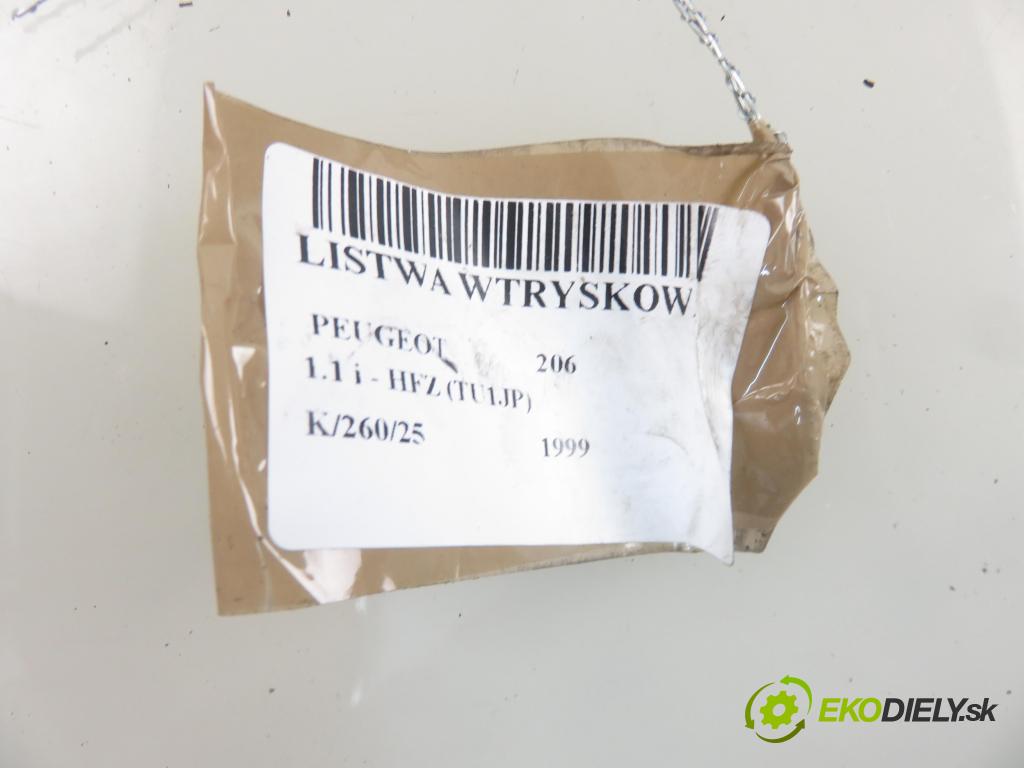 LISTWA WTRYSKOW
PEUGEOT 206
1.1 i - HFZ (TU1JP)
K/260/25 1999
EKODIELY.sk